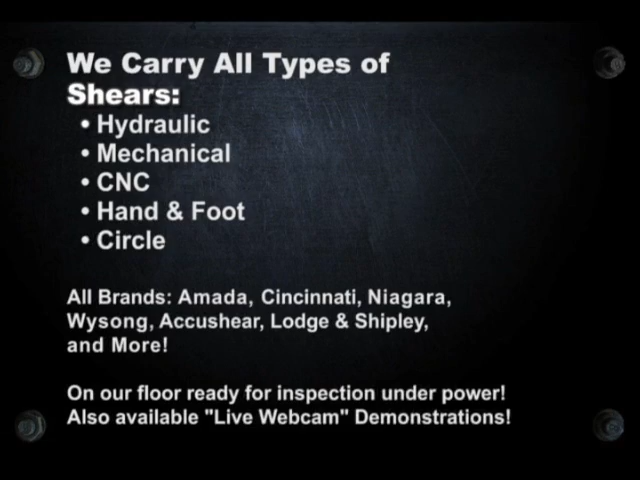 We Carry All Types of
Shears:
• Hydraulic
• Mechanical
• CNC
• Hand & Foot
• Circle
All Brands: Amada, Cincinnati, Niagara,
Wysong, Accushear, Lodge & Shipley,
and More!
On our floor ready for inspection under power!
Also available "Live Webcam" Demonstrations!